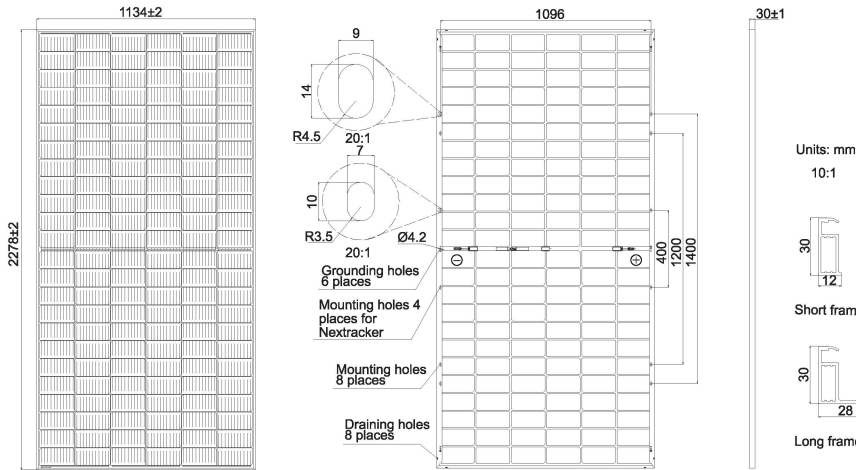 1134±2
2278±2
9
14
R4.5
20:1
7
10
R3.5
20:1
Ø4.2
Grounding holes
6 places
Mounting holes 4
places for
Nextracker
Mounting holes
8 places
Draining holes
8 places
1096
400
1200
1400
30±1
Units: mm
10:1
30
12
Short fram
30
28
Long fram